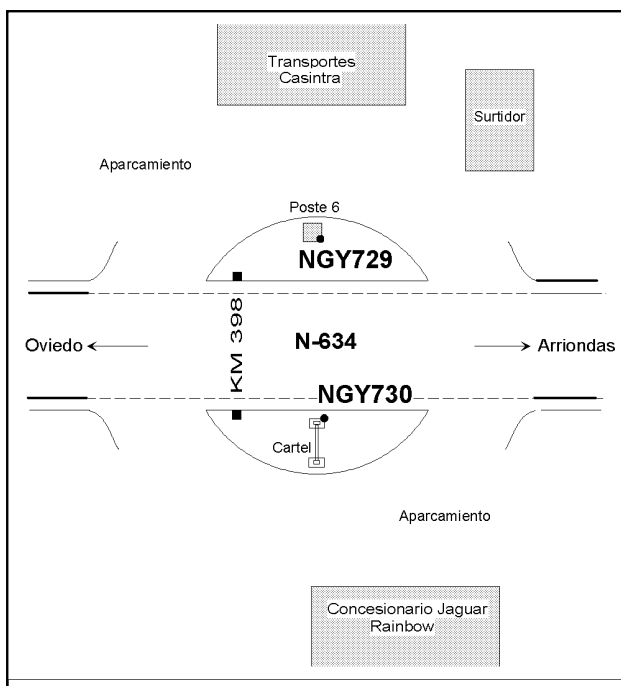 Transportes
Casintra
Surtidor
Aparcamiento
Poste 6
NGY729
KM 398
N-634
Oviedo
Arriondas
NGY730
Cartel
Aparcamiento
Concesionario Jaguar
Rainbow